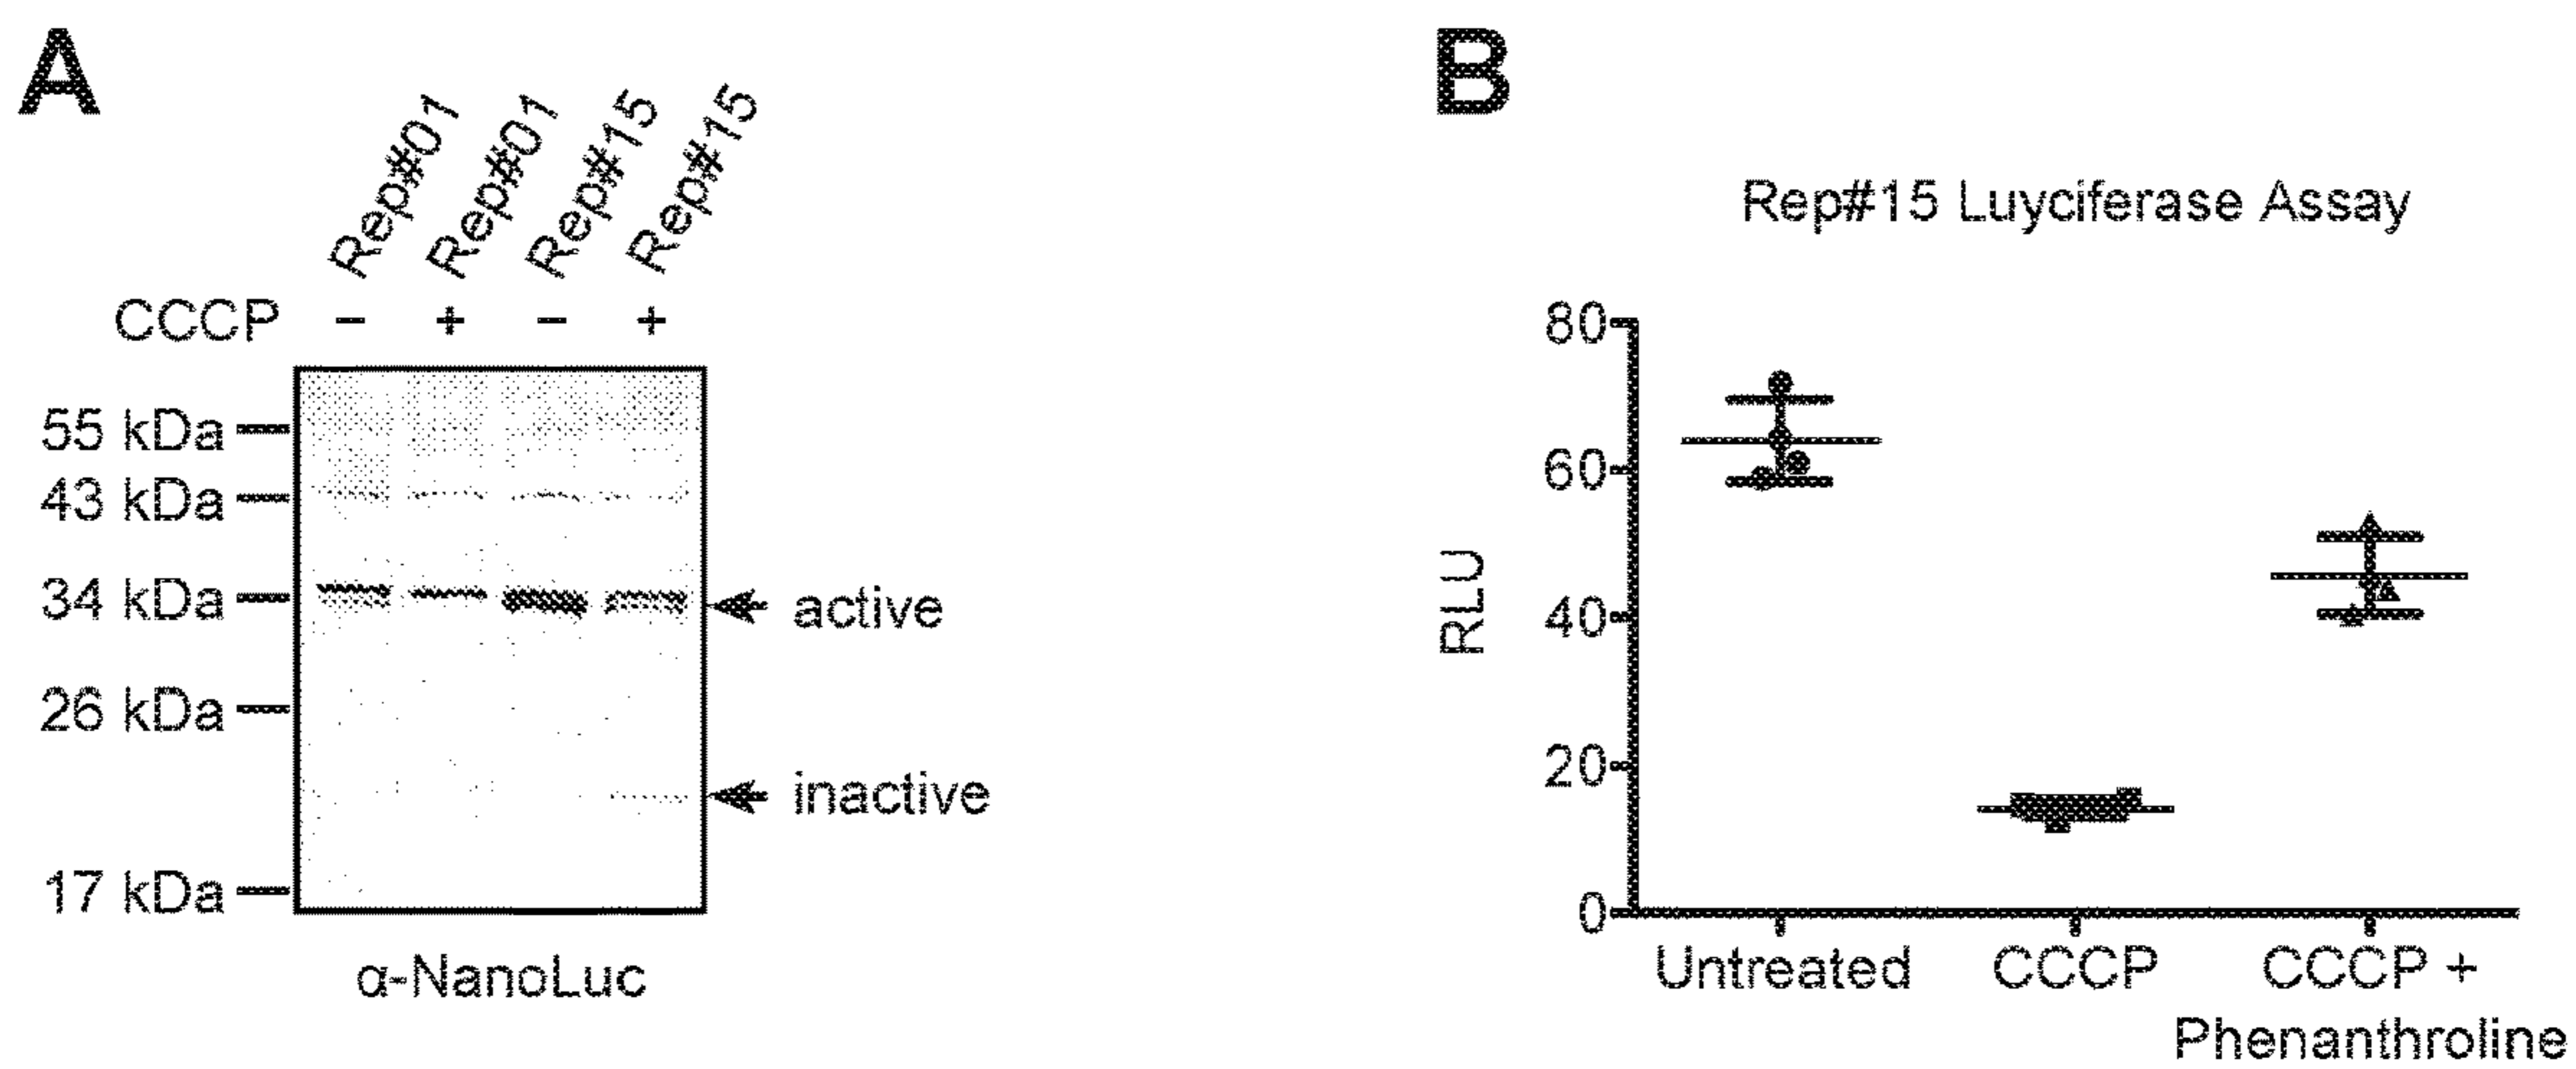 A
Rep#01
Rep#01
Rep#15
Rep#15
CCCP − + − +
55 kDa
43 kDa
34 kDa
26 kDa
17 kDa
active
inactive
α-NanoLuc
B
Rep#15 Luyciferase Assay
80
60
40
20
0
RLU
Untreated
CCCP
CCCP +
Phenanthroline